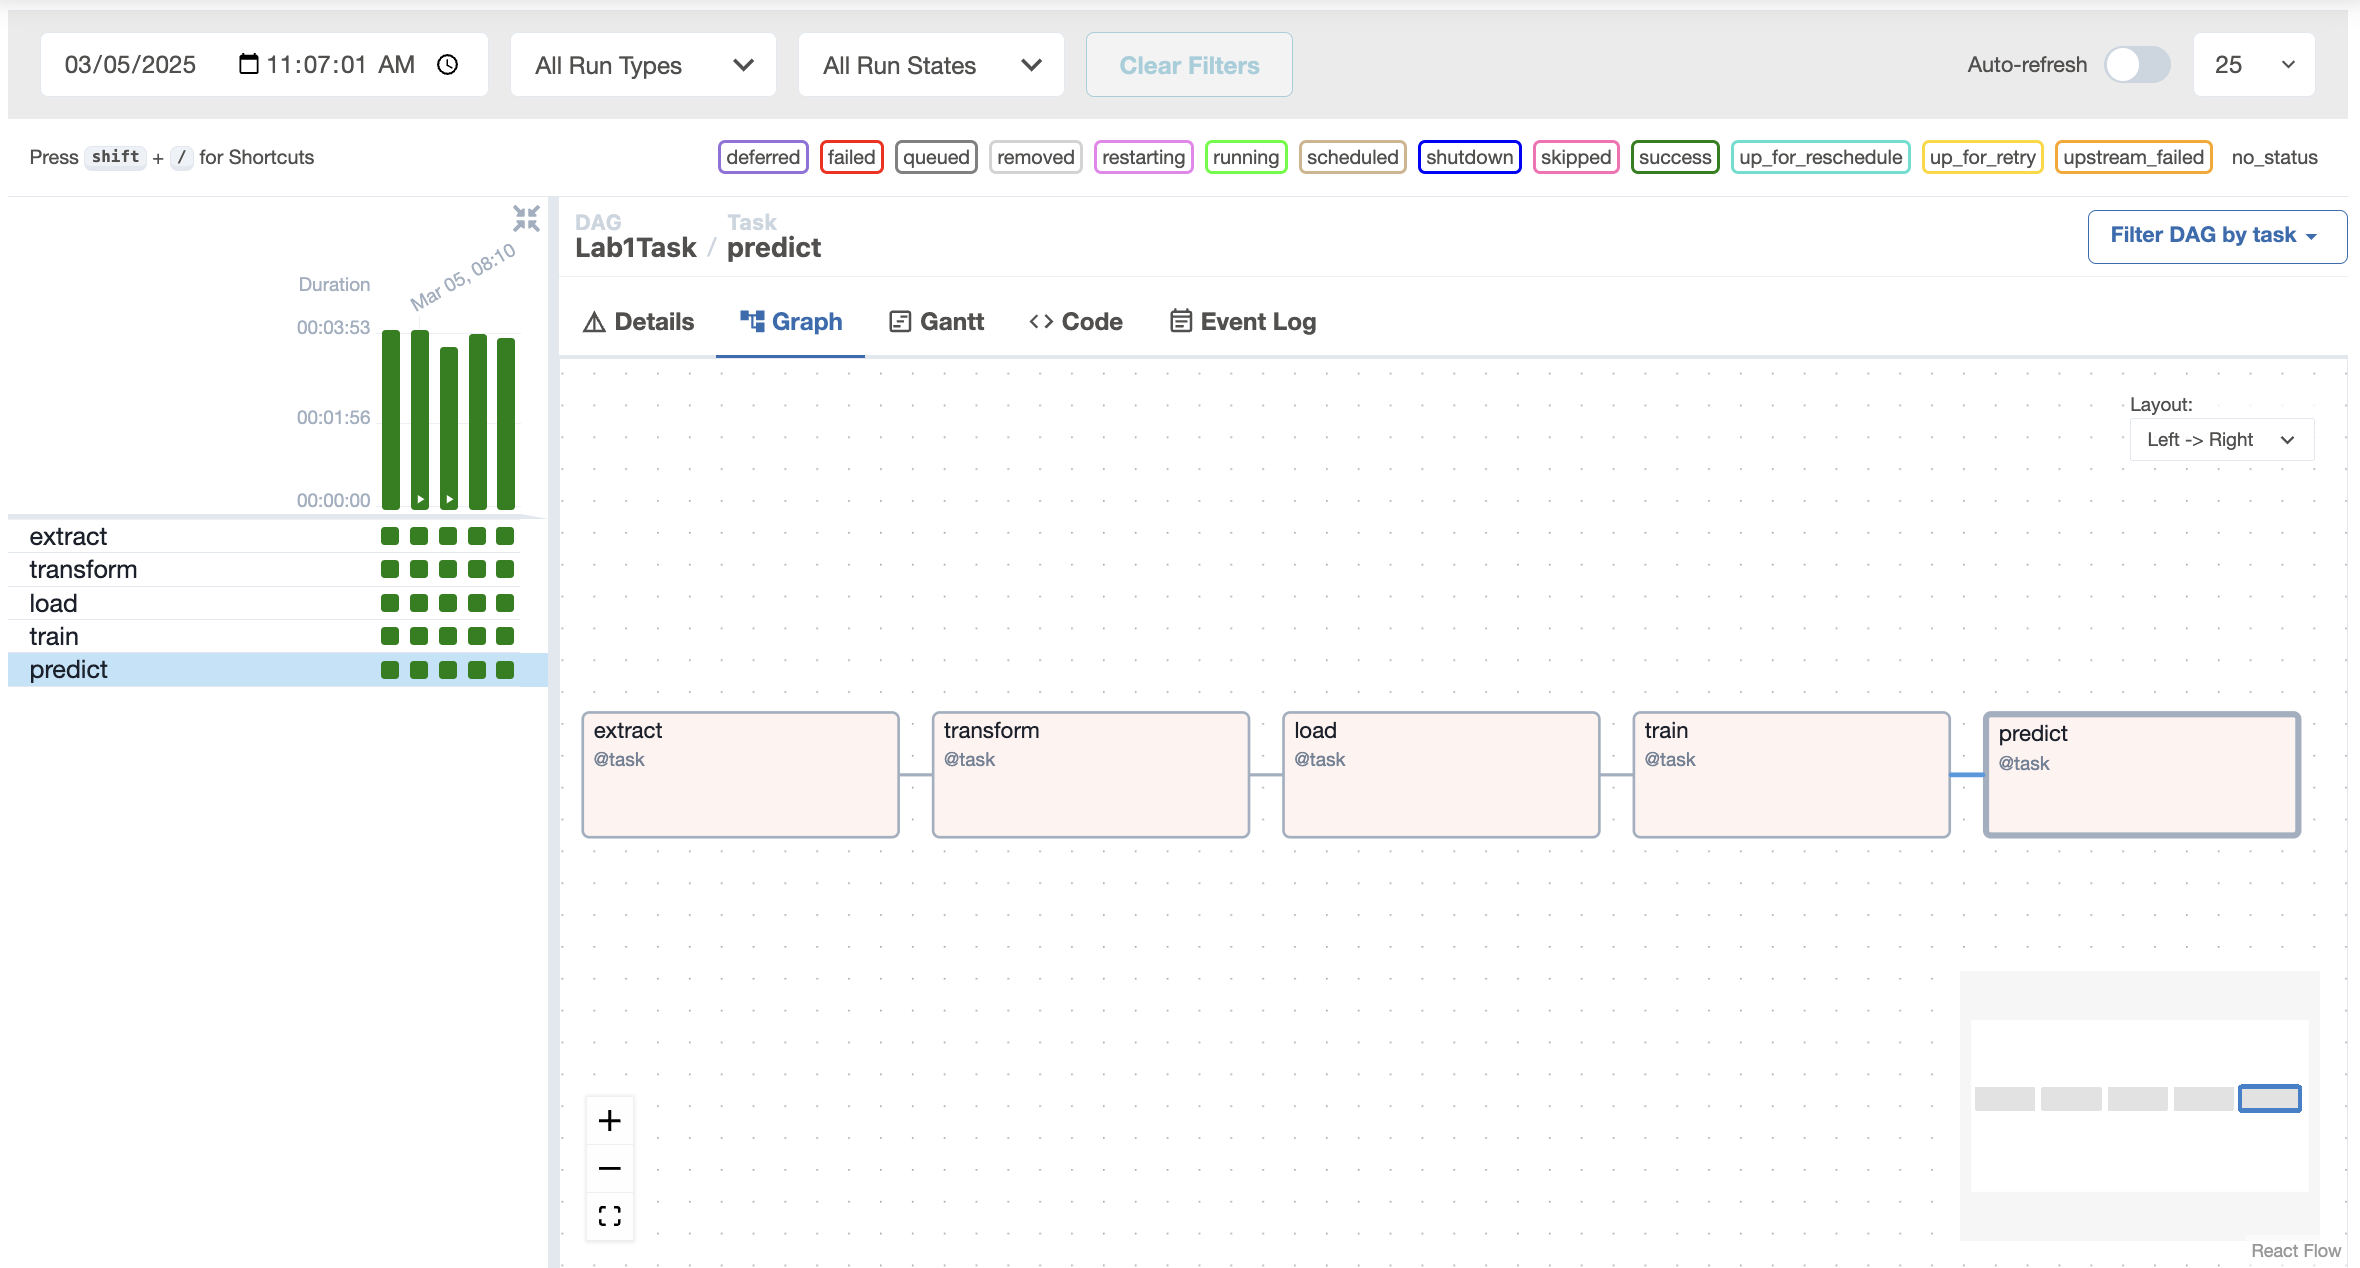 03/05/2025 11:07:01 AM All Run Types All Run States Clear Filters Auto-refresh 25
Press shift + / for Shortcuts deferred failed queued removed restarting running scheduled shutdown skipped success up_for_reschedule up_for_retry upstream_failed no_status
DAG Task
Lab1Task / predict
Filter DAG by task
Details Graph Gantt Code Event Log
Mar 05, 08:10
Duration
00:03:53
00:01:56
00:00:00
extract
transform
load
train
predict
Layout:
Left -> Right
extract
@task
transform
@task
load
@task
train
@task
predict
@task
React Flow